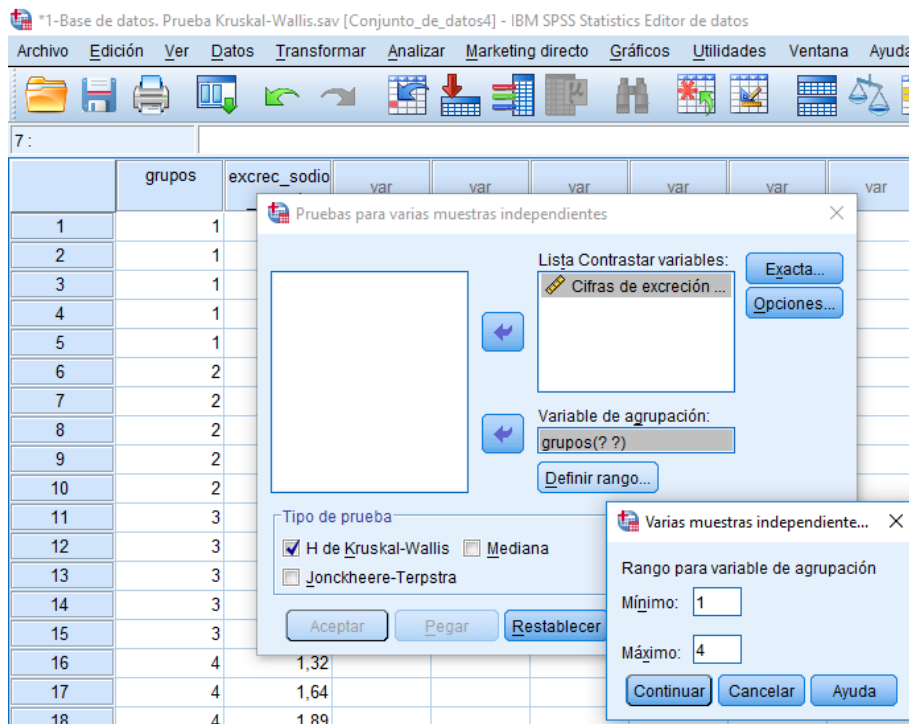 *1-Base de datos. Prueba Kruskal-Wallis.sav [Conjunto_de_datos4] - IBM SPSS Statistics Editor de datos
Archivo Edición Ver Datos Transformar Analizar Marketing directo Gráficos Utilidades Ventana Ayuda
7 :
grupos excrec_sodio var var var var var var
1 1
2 1
3 1
4 1
5 1
6 2
7 2
8 2
9 2
10 2
11 3
12 3
13 3
14 3
15 3
16 4 1,32
17 4 1,64
18 4 1,89
Pruebas para varias muestras independientes
Lista Contrastar variables:
Cifras de excreción ...
Exacta...
Opciones...
Variable de agrupación:
grupos(? ?)
Definir rango...
Tipo de prueba
H de Kruskal-Wallis Mediana
Jonckheere-Terpstra
Aceptar Pegar Restablecer
Varias muestras independiente...
Rango para variable de agrupación
Mínimo: 1
Máximo: 4
Continuar Cancelar Ayuda